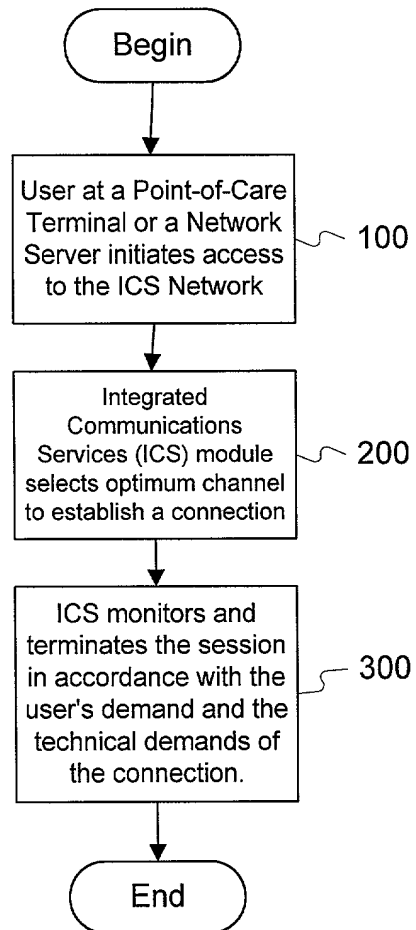 Begin
User at a Point-of-Care
Terminal or a Network
Server initiates access
to the ICS Network
100
Integrated
Communications
Services (ICS) module
selects optimum channel
to establish a connection
200
ICS monitors and
terminates the session
in accordance with the
user's demand and the
technical demands of
the connection.
300
End